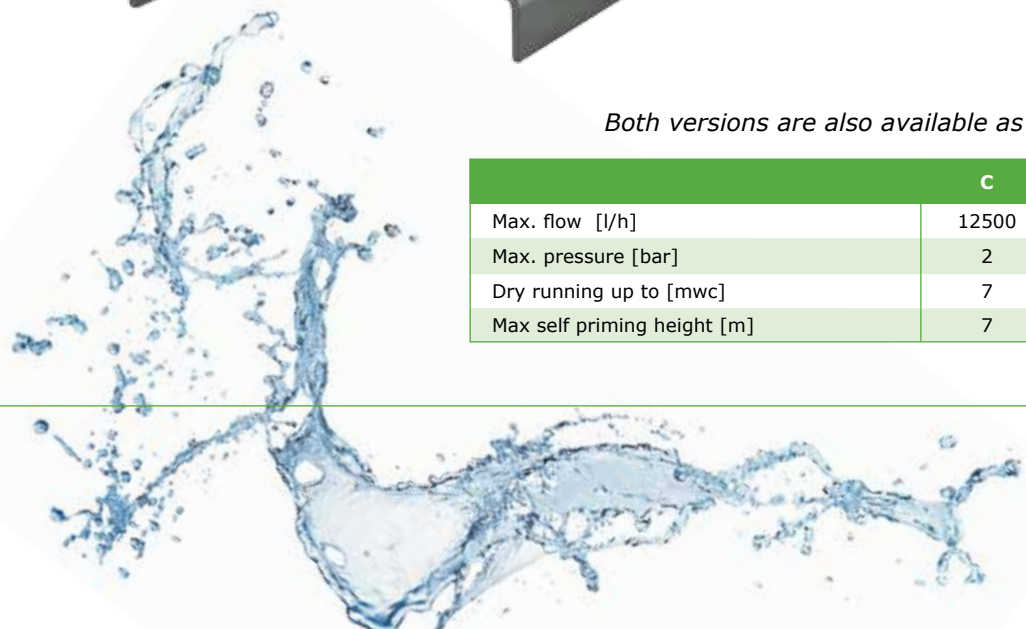 Both versions are also available as
C
Max. flow [l/h] 12500
Max. pressure [bar] 2
Dry running up to [mwc] 7
Max self priming height [m] 7